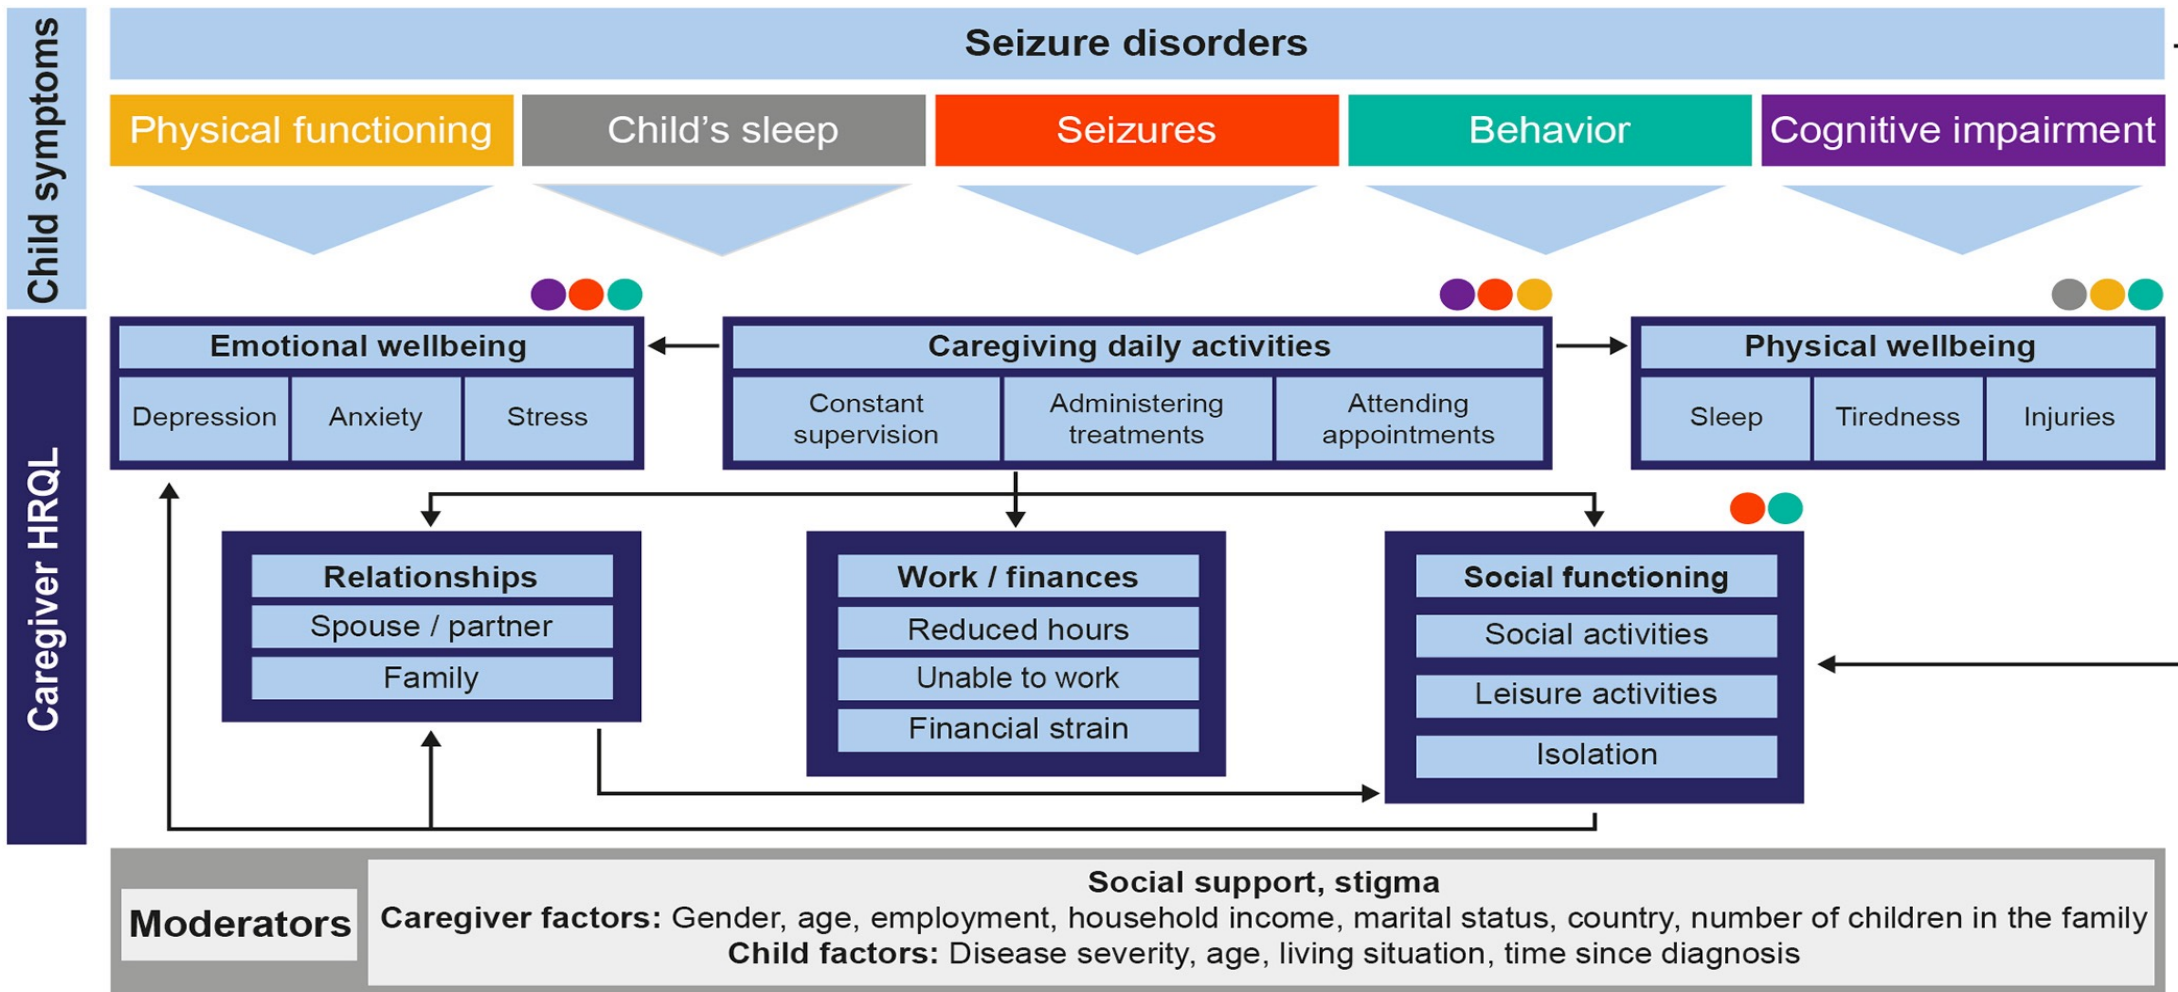 Child symptoms
Seizure disorders
Physical functioning
Child’s sleep
Seizures
Behavior
Cognitive impairment
Caregiver HRQL
Emotional wellbeing
Depression
Anxiety
Stress
Caregiving daily activities
Constant
supervision
Administering
treatments
Attending
appointments
Physical wellbeing
Sleep
Tiredness
Injuries
Relationships
Spouse / partner
Family
Work / finances
Reduced hours
Unable to work
Financial strain
Social functioning
Social activities
Leisure activities
Isolation
Moderators
Social support, stigma
Caregiver factors: Gender, age, employment, household income, marital status, country, number of children in the family
Child factors: Disease severity, age, living situation, time since diagnosis